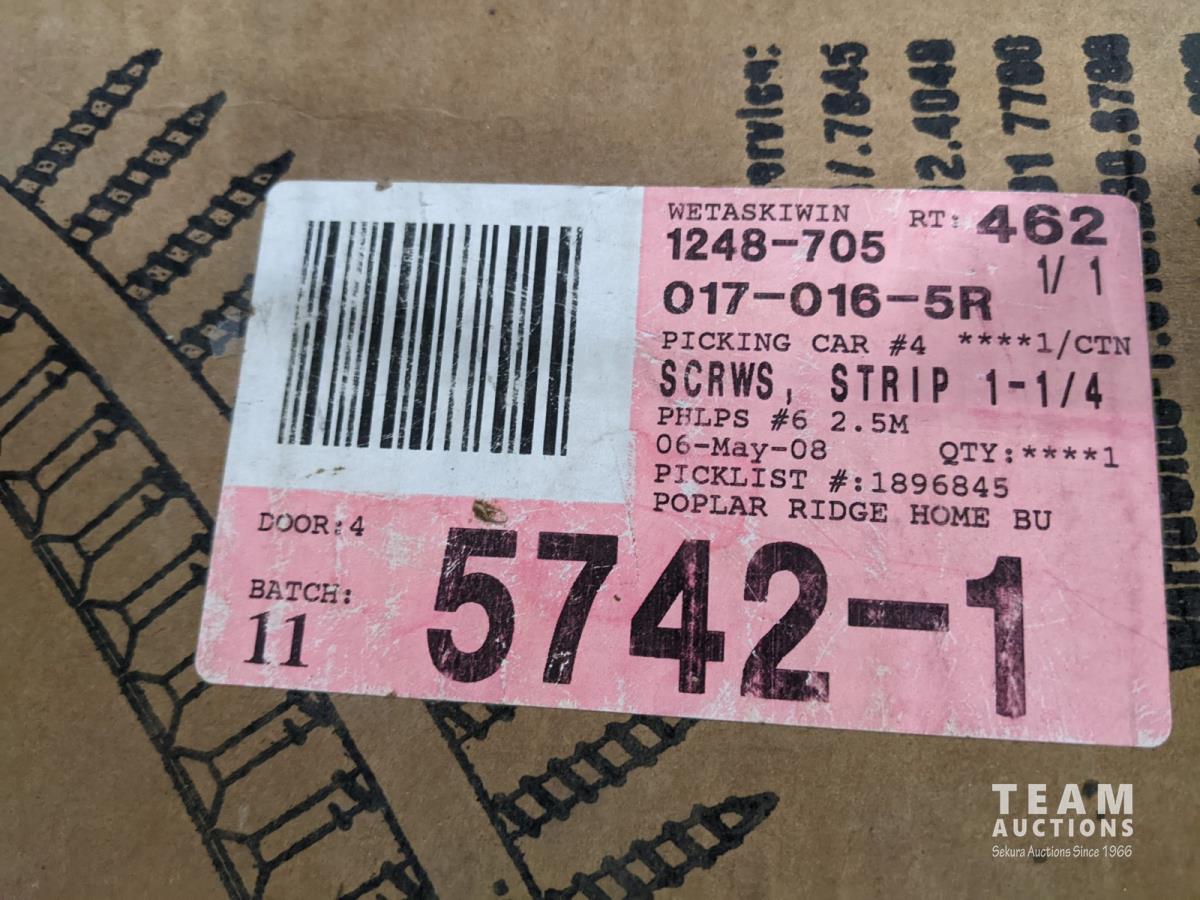 WETASKIWIN RT: 462
1248-705 1/ 1
017-016-5R
PICKING CAR #4 ****1/CTN
SCRWS, STRIP 1-1/4
PHLPS #6 2.5M
06-May-08 QTY:****1
PICKLIST #:1896845
POPLAR RIDGE HOME BU
DOOR:4
BATCH:
11
5742-1
TEAM
AUCTIONS
Sekura Auctions Since 1966